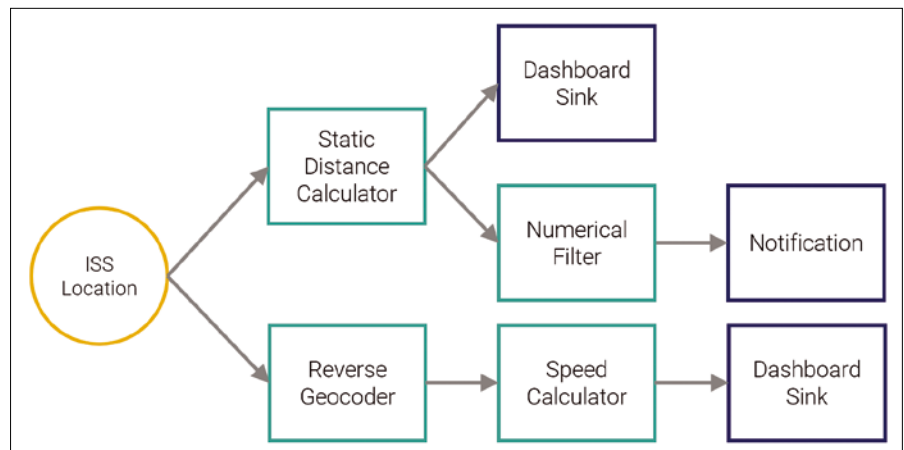 Dashboard
Sink
Static
Distance
Calculator
Numerical
Filter
Notification
ISS
Location
Reverse
Geocoder
Speed
Calculator
Dashboard
Sink